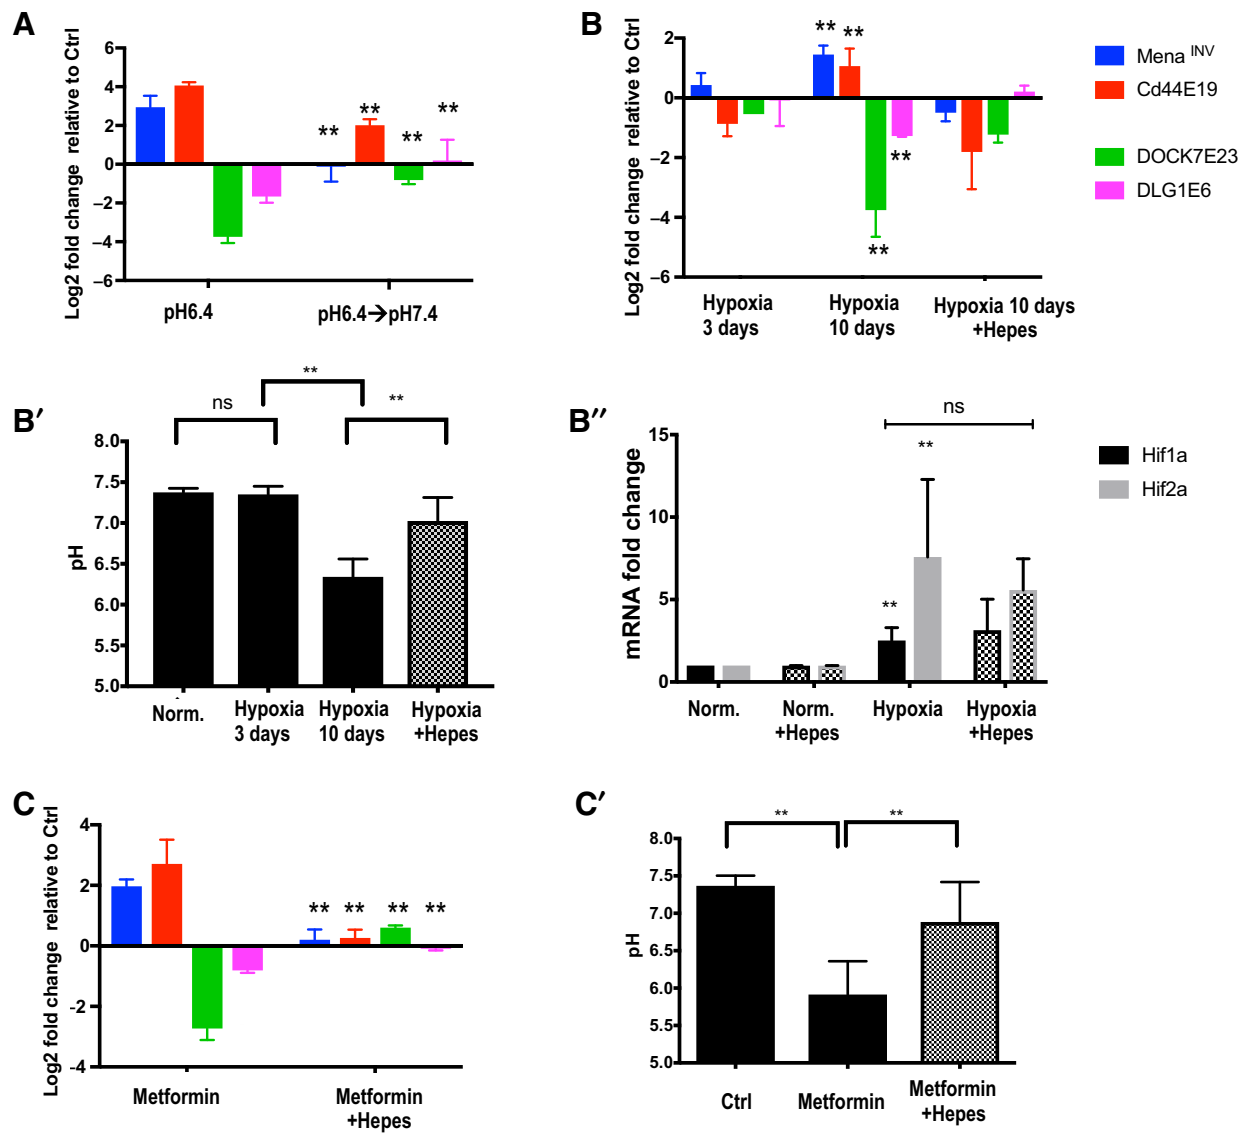 A
Log2 fold change relative to Ctrl
6
4
2
0
–2
–4
–6
** ** ** **
pH6.4
pH6.4➔pH7.4
B
Log2 fold change relative to Ctrl
2
0
–2
–4
–6
** **
**
**
Hypoxia
3 days
Hypoxia
10 days
Hypoxia 10 days
+Hepes
Mena INV
Cd44E19
DOCK7E23
DLG1E6
B′
ns
**
**
pH
8.0
7.5
7.0
6.5
6.0
5.5
5.0
Norm.
Hypoxia
3 days
Hypoxia
10 days
Hypoxia
+Hepes
B′′
ns
**
**
mRNA fold change
15
10
5
0
Norm.
Norm.
+Hepes
Hypoxia
Hypoxia
+Hepes
Hif1a
Hif2a
C
Log2 fold change relative to Ctrl
4
2
0
-2
-4
** ** ** **
Metformin
Metformin
+Hepes
C′
**
**
pH
8.0
7.5
7.0
6.5
6.0
5.5
5.0
Ctrl
Metformin
Metformin
+Hepes